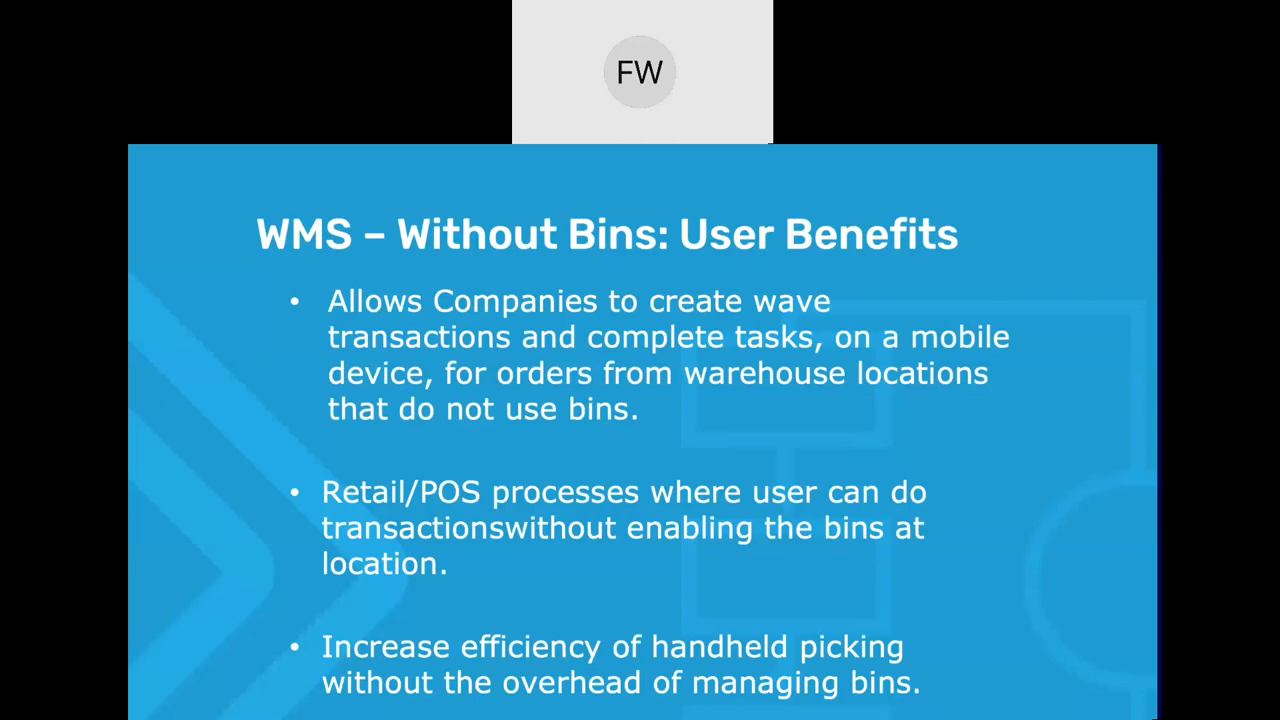 FW
WMS – Without Bins: User Benefits
• Allows Companies to create wave
transactions and complete tasks, on a mobile
device, for orders from warehouse locations
that do not use bins.
• Retail/POS processes where user can do
transactionswithout enabling the bins at
location.
• Increase efficiency of handheld picking
without the overhead of managing bins.